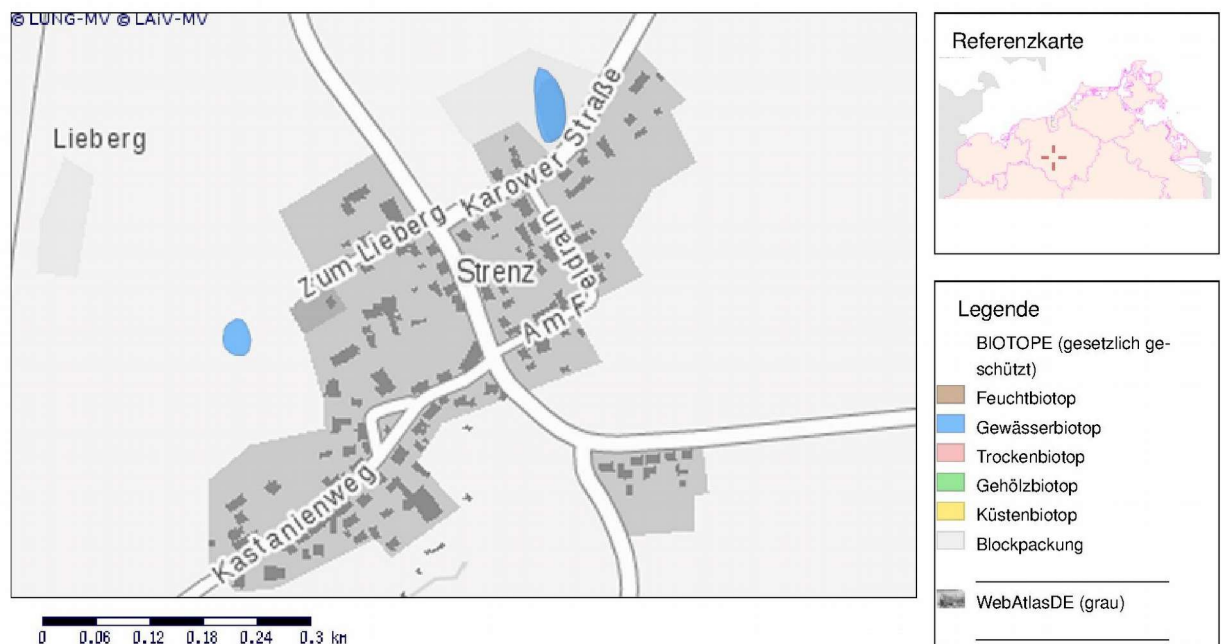 © LUNG-MV © LAiV-MV
Lieberg
Karower Straße
Zum Lieberg
Am Feldrain
Strenz
Kastanienweg
0 0.06 0.12 0.18 0.24 0.3 km
Referenzkarte
Legende
BIOTOPE (gesetzlich ge-
schützt)
Feuchtbiotop
Gewässerbiotop
Trockenbiotop
Gehölzbiotop
Küstenbiotop
Blockpackung
WebAtlasDE (grau)